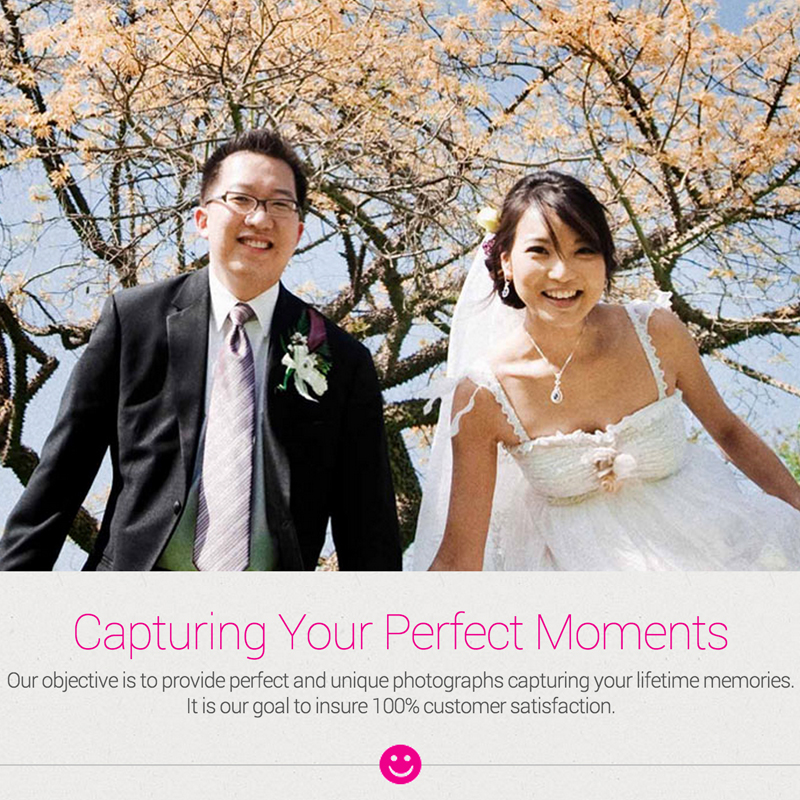 Capturing Your Perfect Moments
Our objective is to provide perfect and unique photographs capturing your lifetime memories.
It is our goal to insure 100% customer satisfaction.